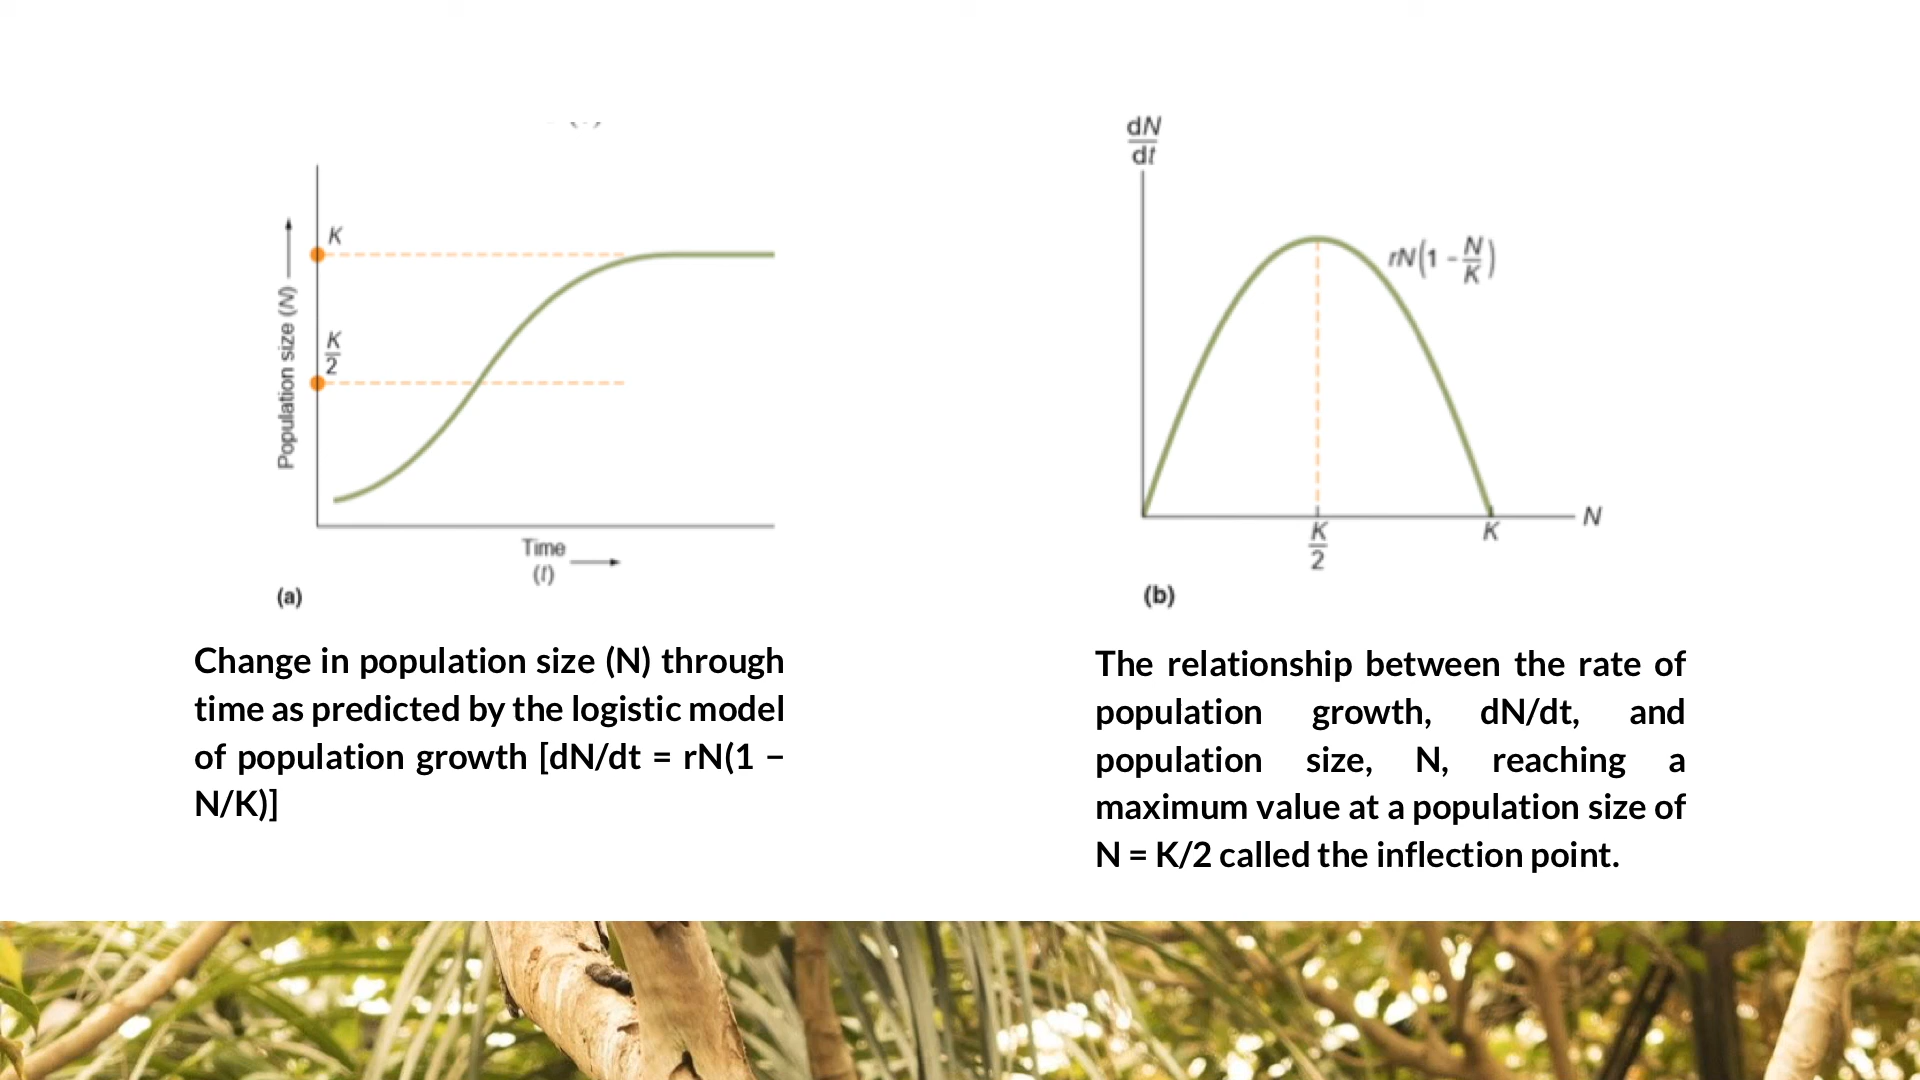 K
K
2
Population size (N)
Time
(t)
(a)
Change in population size (N) through
time as predicted by the logistic model
of population growth [dN/dt = rN(1 –
N/K)]
dN
dt
rN(1 - N/K)
N
K
2
K
(b)
The relationship between the rate of
population growth, dN/dt, and
population size, N, reaching a
maximum value at a population size of
N = K/2 called the inflection point.